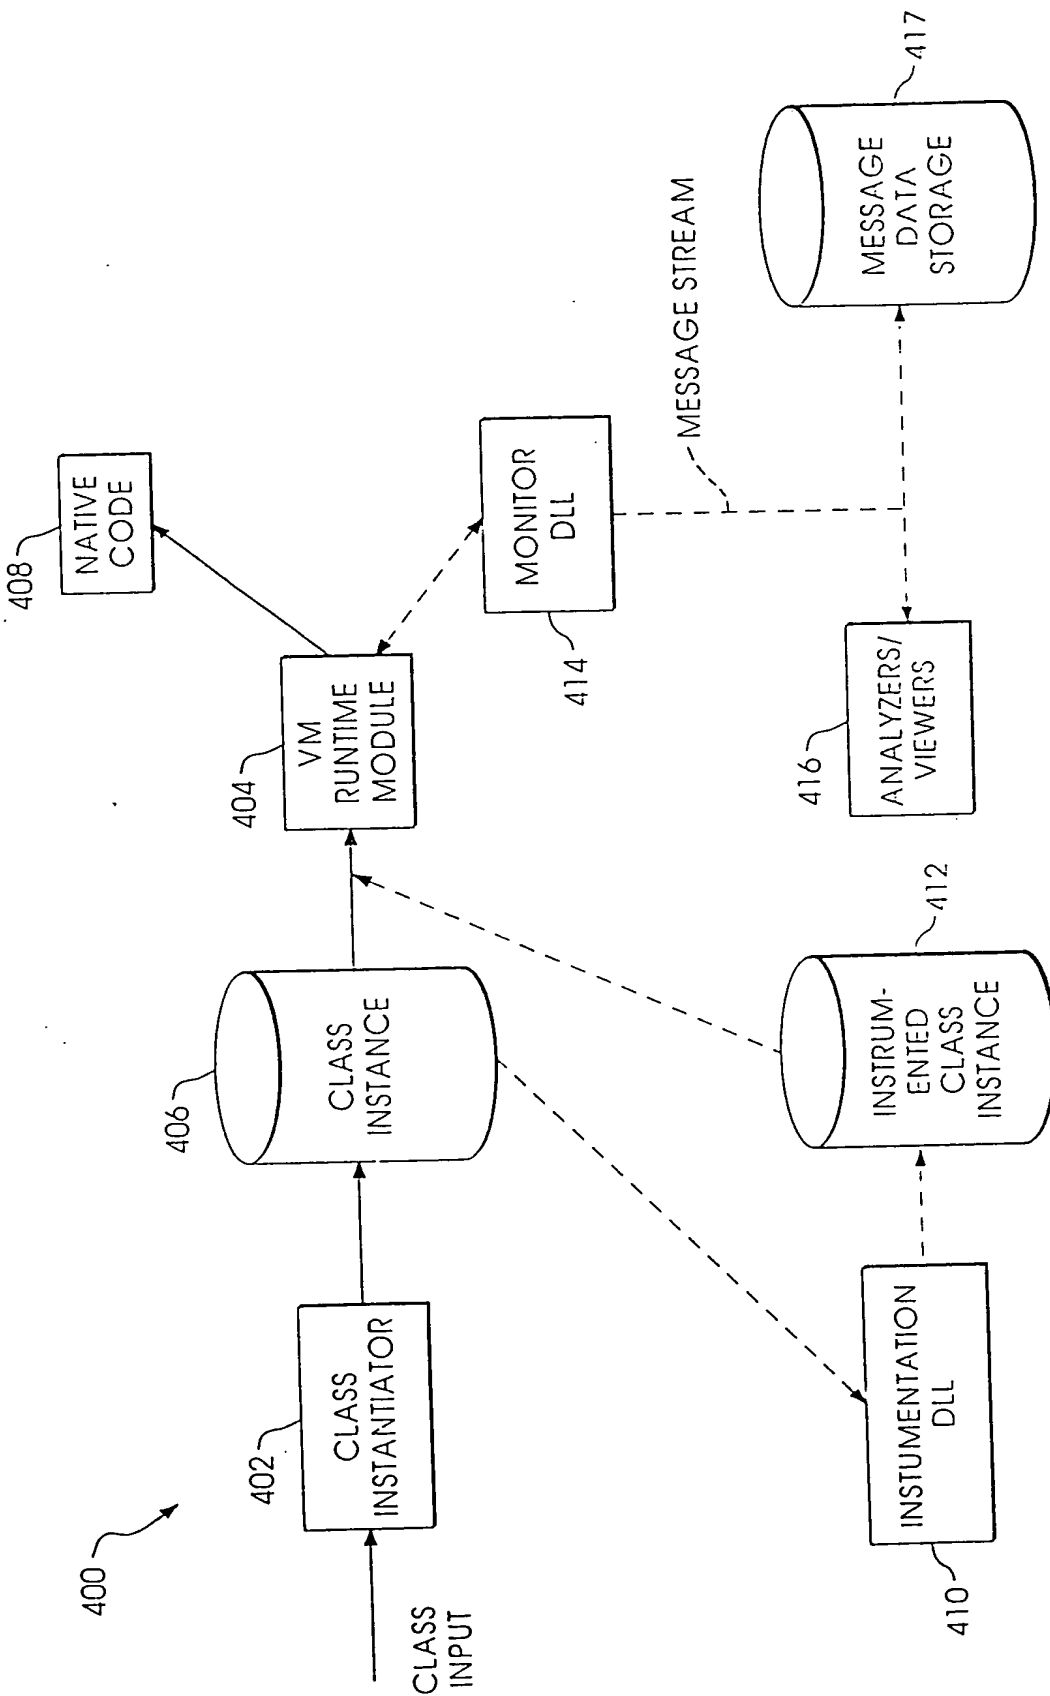 400
CLASS
INPUT
402
CLASS
INSTANTIATOR
406
CLASS
INSTANCE
404
VM
RUNTIME
MODULE
408
NATIVE
CODE
414
MONITOR
DLL
MESSAGE STREAM
410
INSTUMENTATION
DLL
412
INSTRUM-
ENTED
CLASS
INSTANCE
416
ANALYZERS/
VIEWERS
417
MESSAGE
DATA
STORAGE